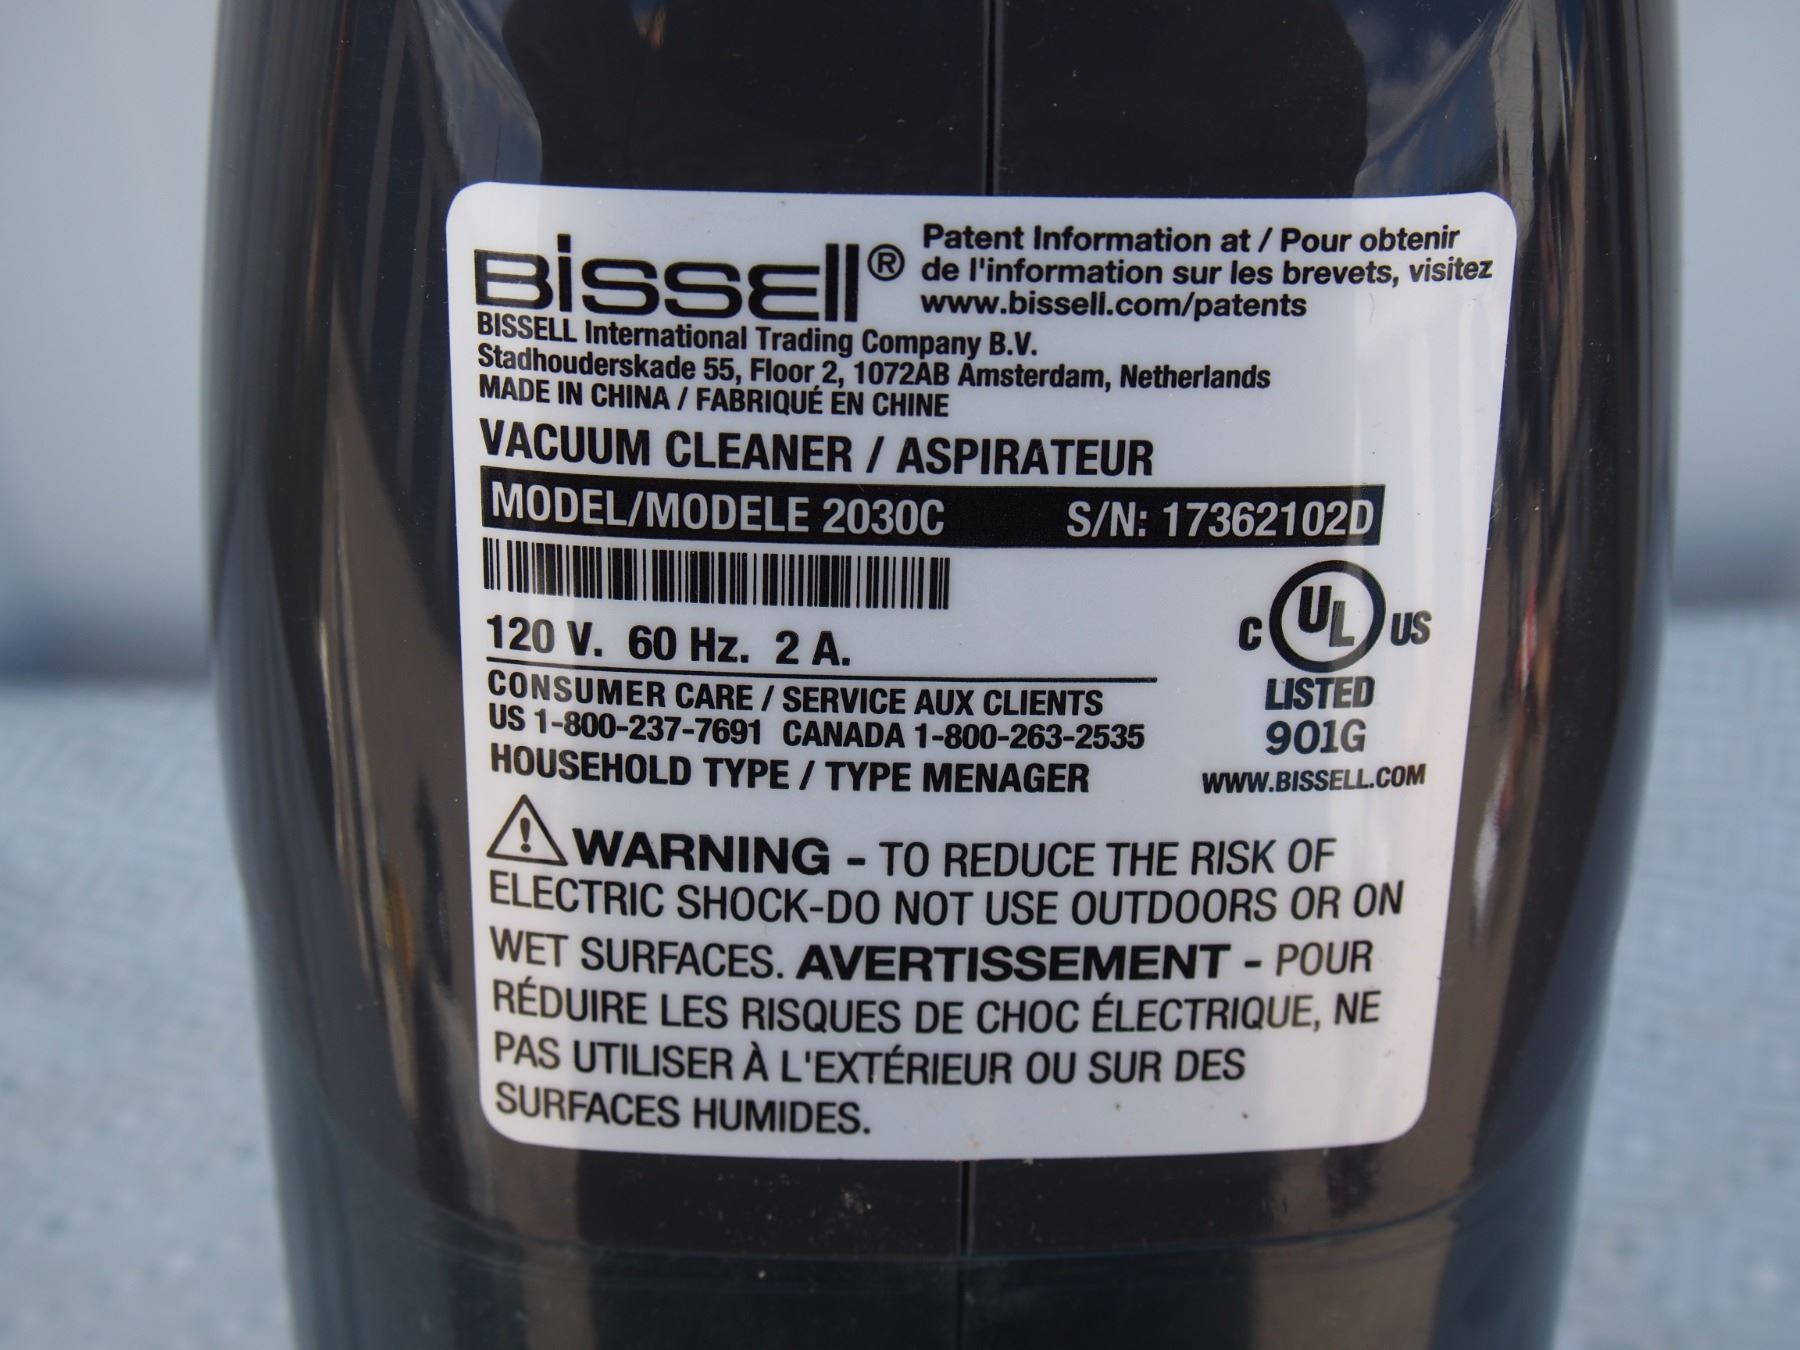 BISSELL®
Patent Information at / Pour obtenir
de l'information sur les brevets, visitez
www.bissell.com/patents
BISSELL International Trading Company B.V.
Stadhouderskade 55, Floor 2, 1072AB Amsterdam, Netherlands
MADE IN CHINA / FABRIQUÉ EN CHINE
VACUUM CLEANER / ASPIRATEUR
MODEL/MODELE 2030C S/N: 17362102D
120 V. 60 Hz. 2 A.
C UL US
LISTED
901G
WWW.BISSELL.COM
CONSUMER CARE / SERVICE AUX CLIENTS
US 1-800-237-7691 CANADA 1-800-263-2535
HOUSEHOLD TYPE / TYPE MENAGER
WARNING - TO REDUCE THE RISK OF
ELECTRIC SHOCK-DO NOT USE OUTDOORS OR ON
WET SURFACES. AVERTISSEMENT - POUR
RÉDUIRE LES RISQUES DE CHOC ÉLECTRIQUE, NE
PAS UTILISER À L'EXTÉRIEUR OU SUR DES
SURFACES HUMIDES.